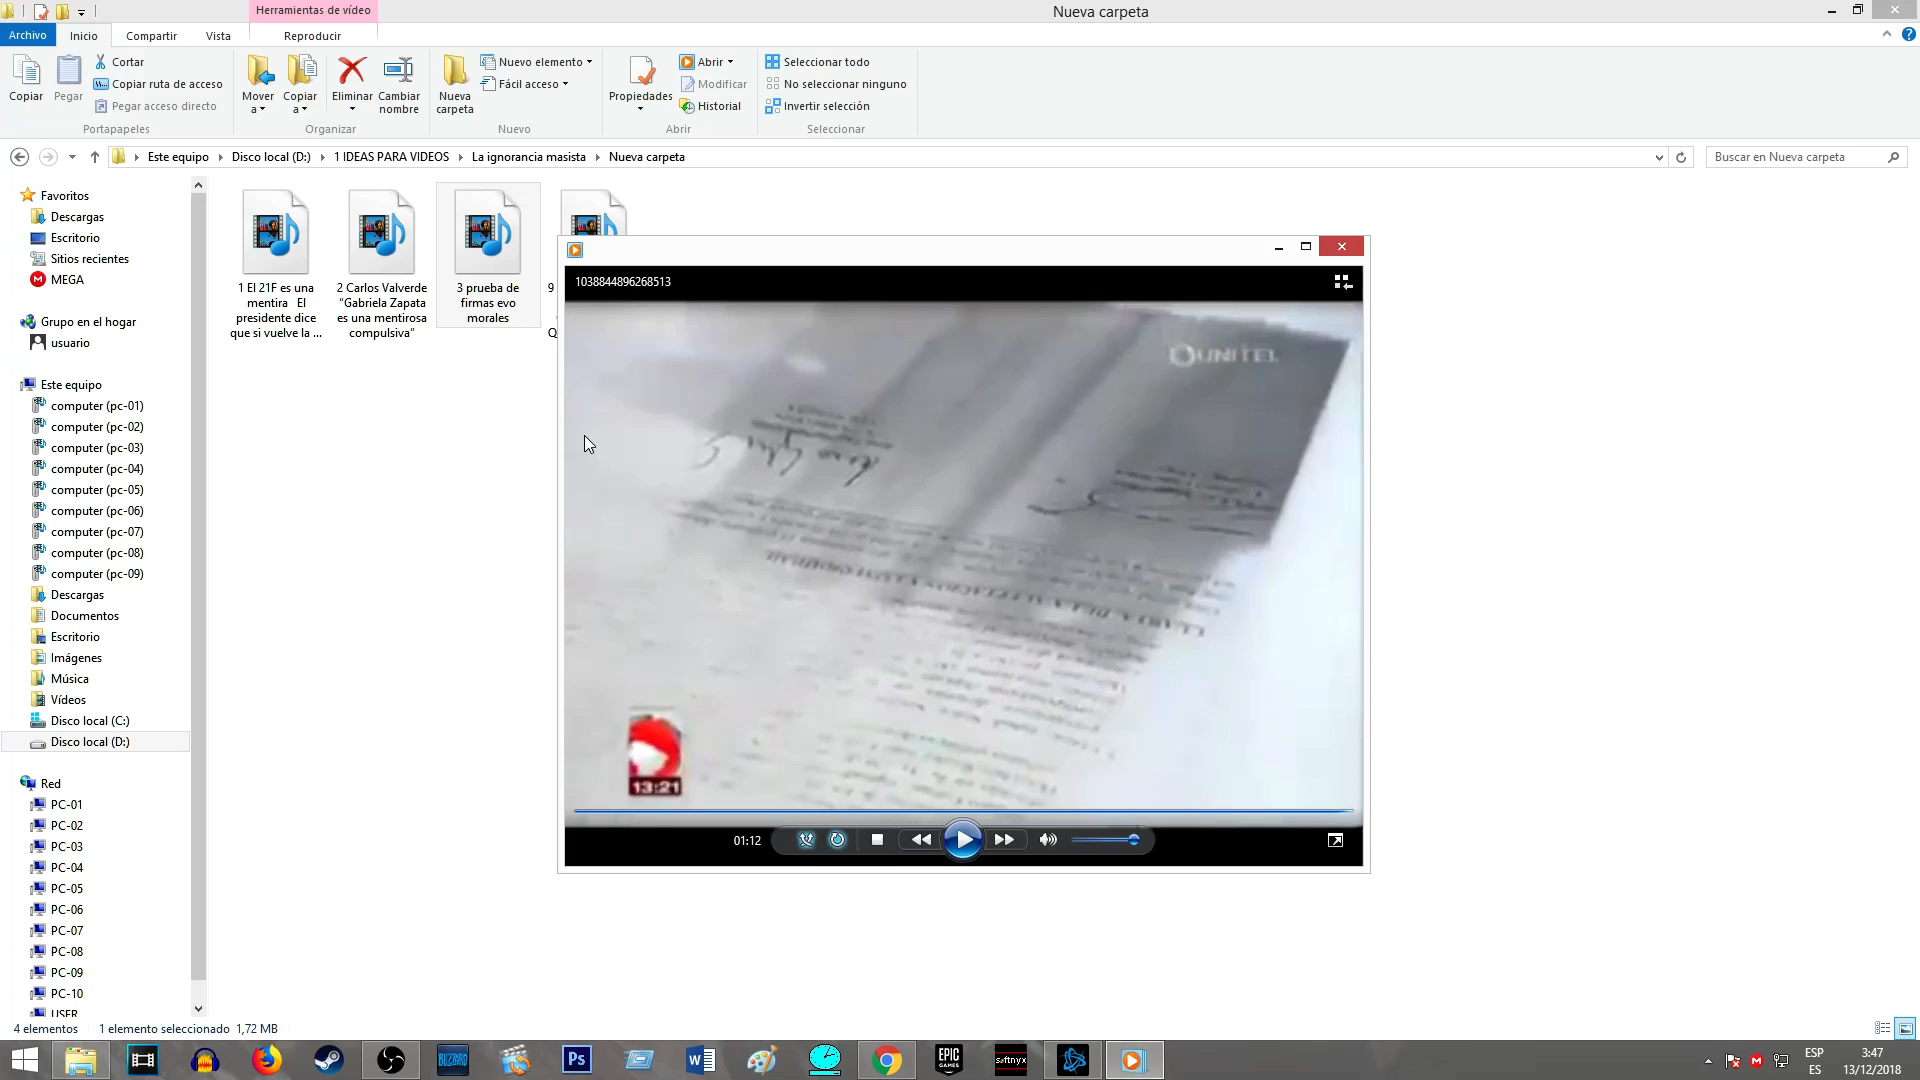 Herramientas de vídeo
Nueva carpeta
Archivo
Inicio
Compartir
Vista
Reproducir
Copiar
Pegar
Cortar
Copiar ruta de acceso
Pegar acceso directo
Portapapeles
Mover a
Copiar a
Eliminar
Cambiar nombre
Organizar
Nueva carpeta
Nuevo elemento
Fácil acceso
Nuevo
Propiedades
Abrir
Modificar
Historial
Abrir
Seleccionar todo
No seleccionar ninguno
Invertir selección
Seleccionar
Este equipo
Disco local (D:)
1 IDEAS PARA VIDEOS
La ignorancia masista
Nueva carpeta
Buscar en Nueva carpeta
Favoritos
Descargas
Escritorio
Sitios recientes
MEGA
Grupo en el hogar
usuario
Este equipo
computer (pc-01)
computer (pc-02)
computer (pc-03)
computer (pc-04)
computer (pc-05)
computer (pc-06)
computer (pc-07)
computer (pc-08)
computer (pc-09)
Descargas
Documentos
Escritorio
Imágenes
Música
Vídeos
Disco local (C:)
Disco local (D:)
Red
PC-01
PC-02
PC-03
PC-04
PC-05
PC-06
PC-07
PC-08
PC-09
PC-10
USER
1 El 21F es una
mentira El
presidente dice
que si vuelve la ...
2 Carlos Valverde
“Gabriela Zapata
es una mentirosa
compulsiva”
3 prueba de
firmas evo
morales
9
Q
1038844896268513
UNITEL
13:21
01:12
4 elementos
1 elemento seleccionado 1,72 MB
BLIZZARD
Ps
W
EPIC
GAMES
softnyx
ESP
ES
3:47
13/12/2018